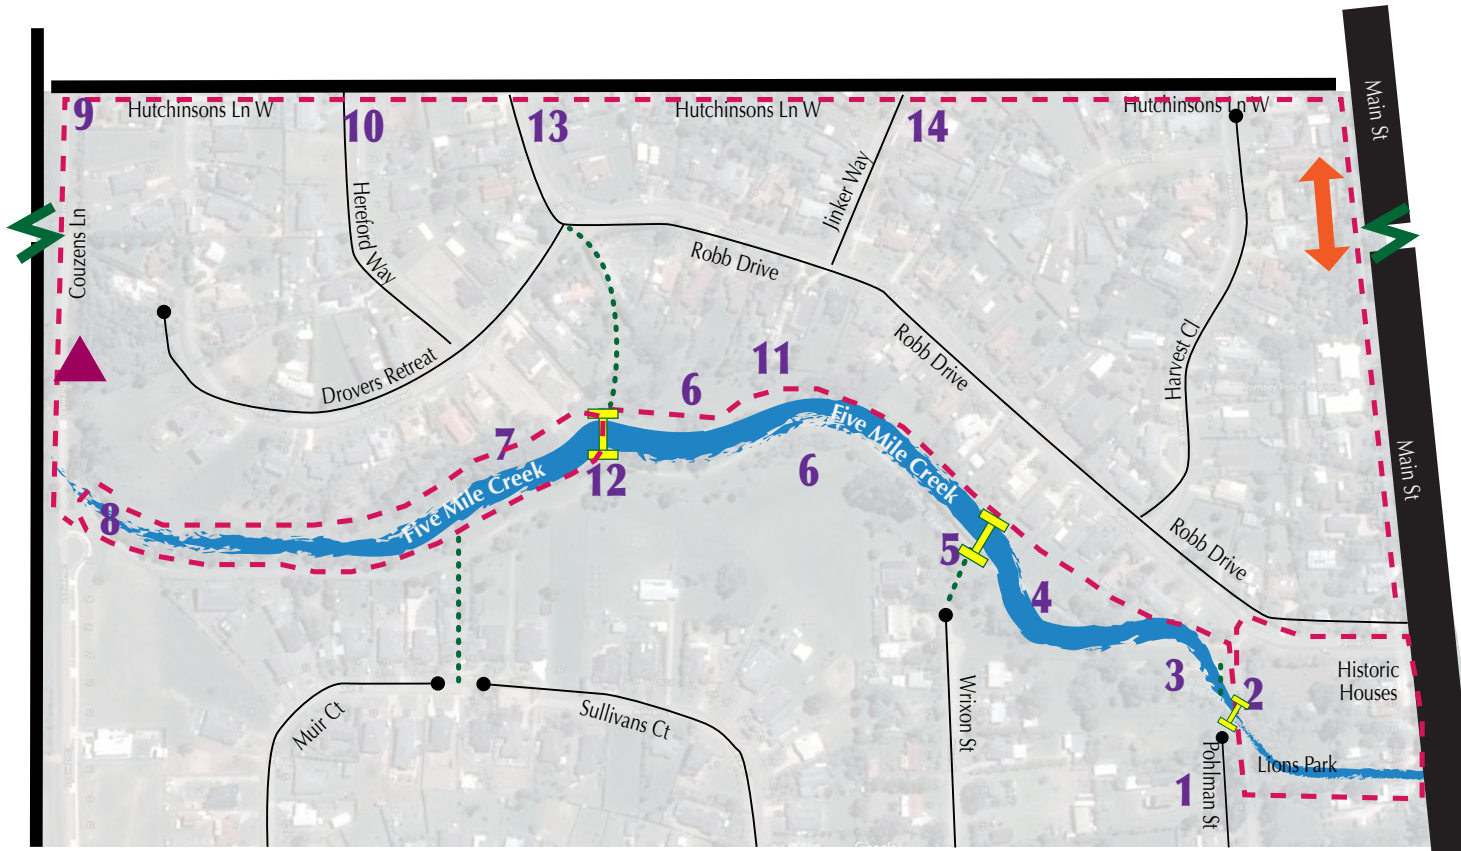 Hutchinsons Ln W
Hutchinsons Ln W
Hutchinsons Ln W
9
10
13
14
Main St
Couzens Ln
Hereford Way
Jinker Way
Robb Drive
Robb Drive
Harvest Cl
Drovers Retreat
11
6
7
12
6
Five Mile Creek
Five Mile Creek
Main St
8
5
4
Robb Drive
3
2
Historic
Houses
Muir Ct
Sullivans Ct
Wrixon St
Pohlman St
Lions Park
1